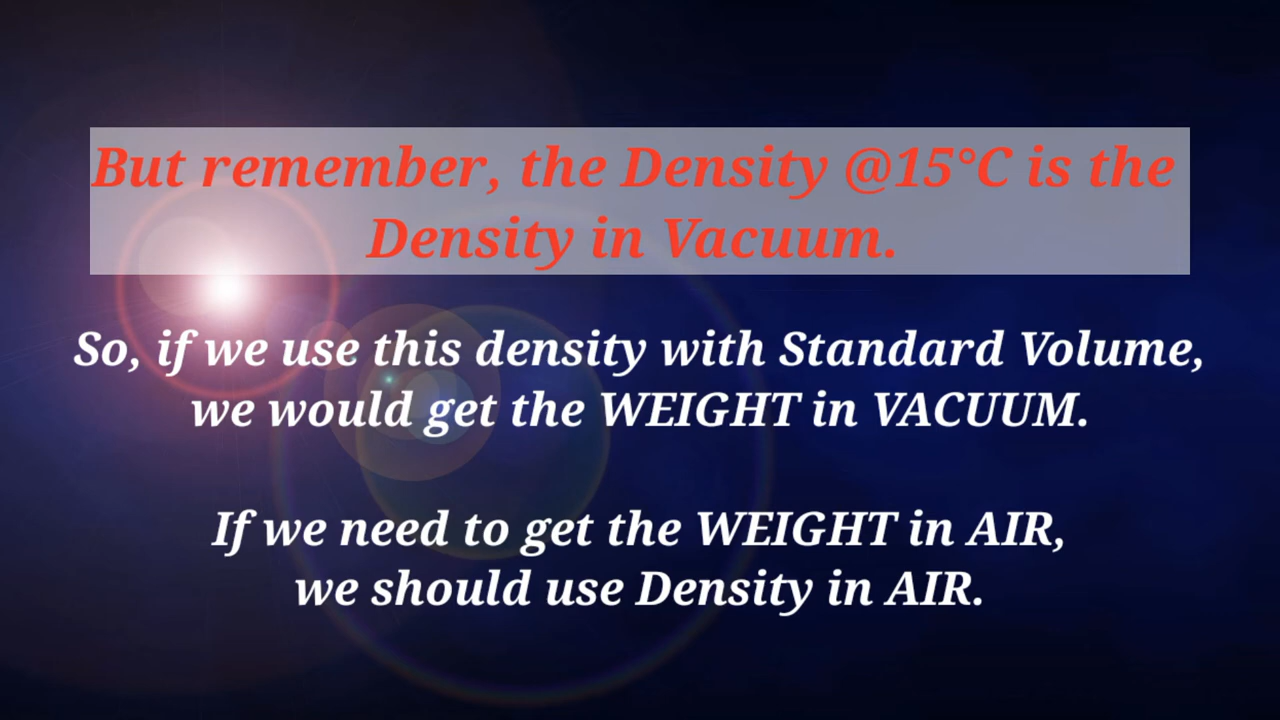 But remember, the Density @15°C is the
Density in Vacuum.
So, if we use this density with Standard Volume,
we would get the WEIGHT in VACUUM.
If we need to get the WEIGHT in AIR,
we should use Density in AIR.